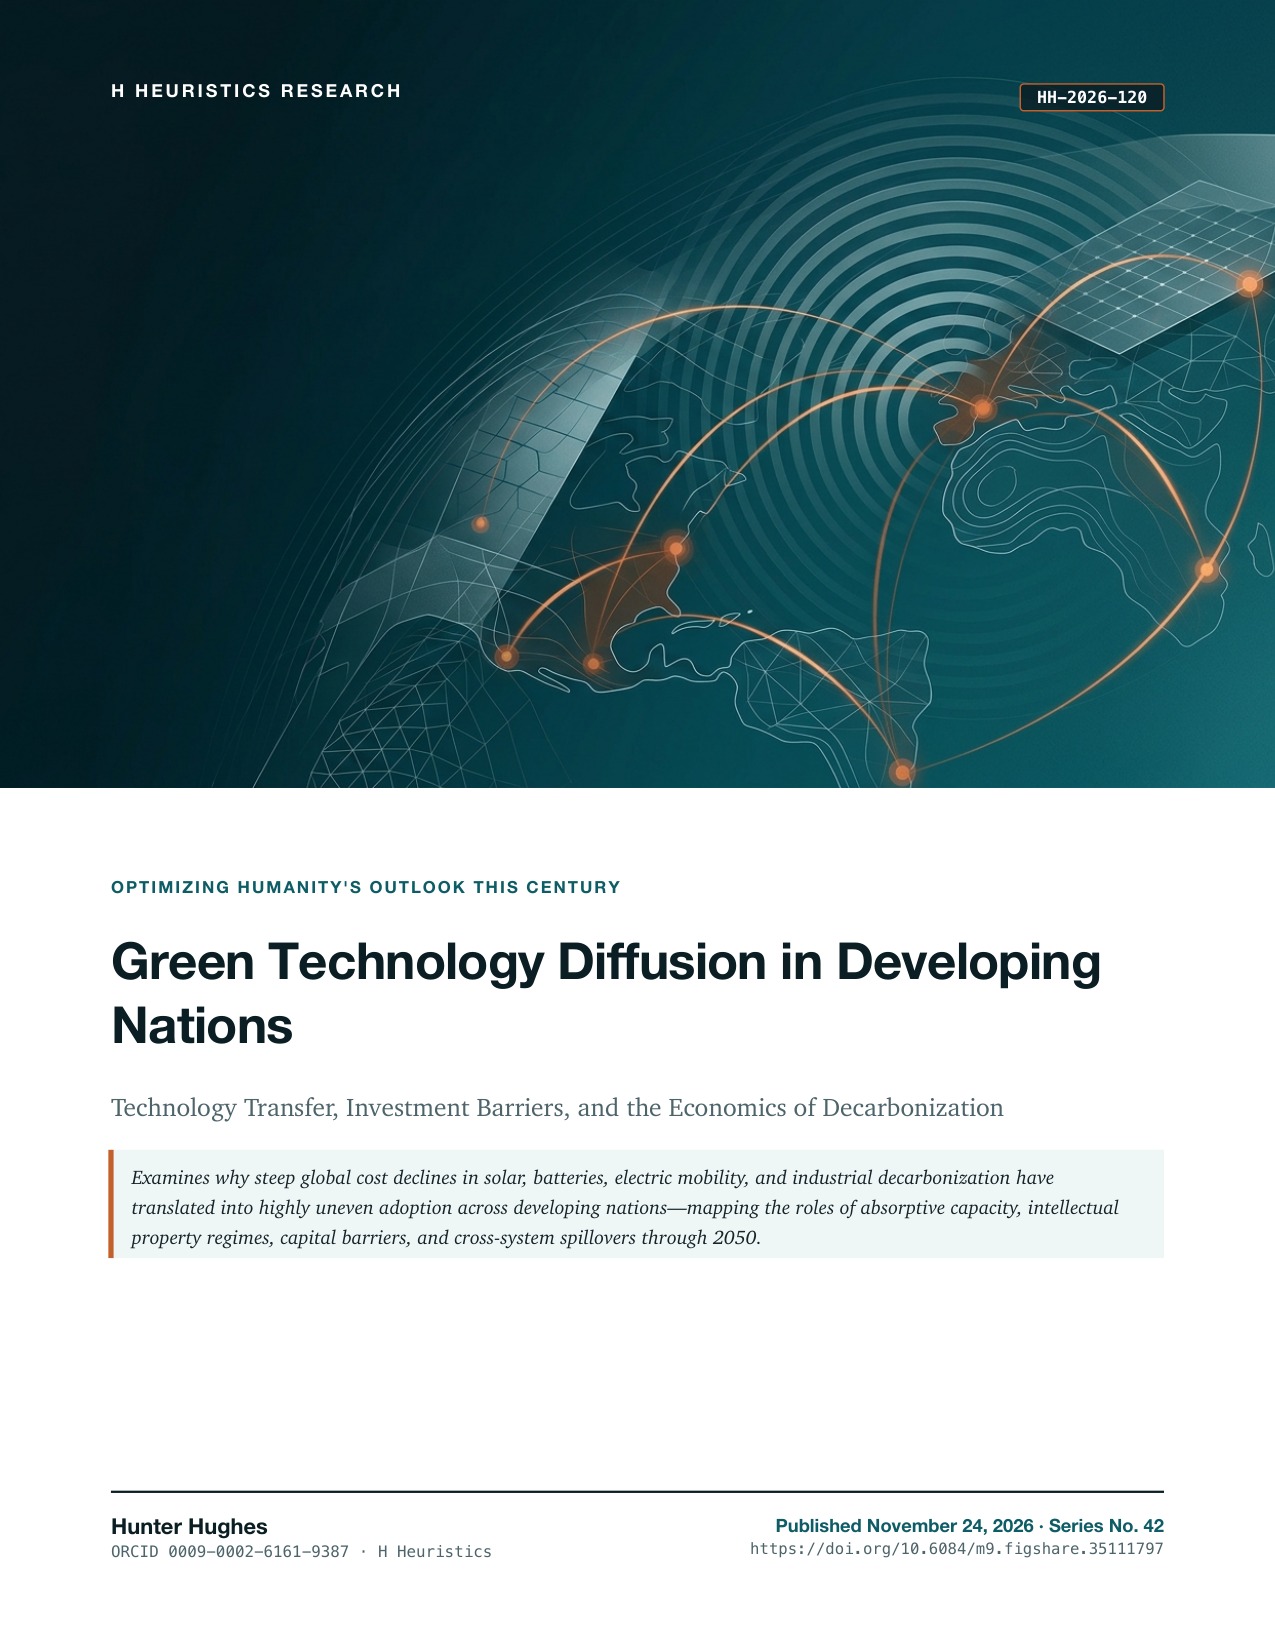 H HEURISTICS RESEARCH
HH-2026-120
OPTIMIZING HUMANITY'S OUTLOOK THIS CENTURY
Green Technology Diffusion in Developing
Nations
Technology Transfer, Investment Barriers, and the Economics of Decarbonization
Examines why steep global cost declines in solar, batteries, electric mobility, and industrial decarbonization have
translated into highly uneven adoption across developing nations—mapping the roles of absorptive capacity, intellectual
property regimes, capital barriers, and cross-system spillovers through 2050.
Hunter Hughes
ORCID 0009-0002-6161-9387 · H Heuristics
Published November 24, 2026 · Series No. 42
https://doi.org/10.6084/m9.figshare.35111797